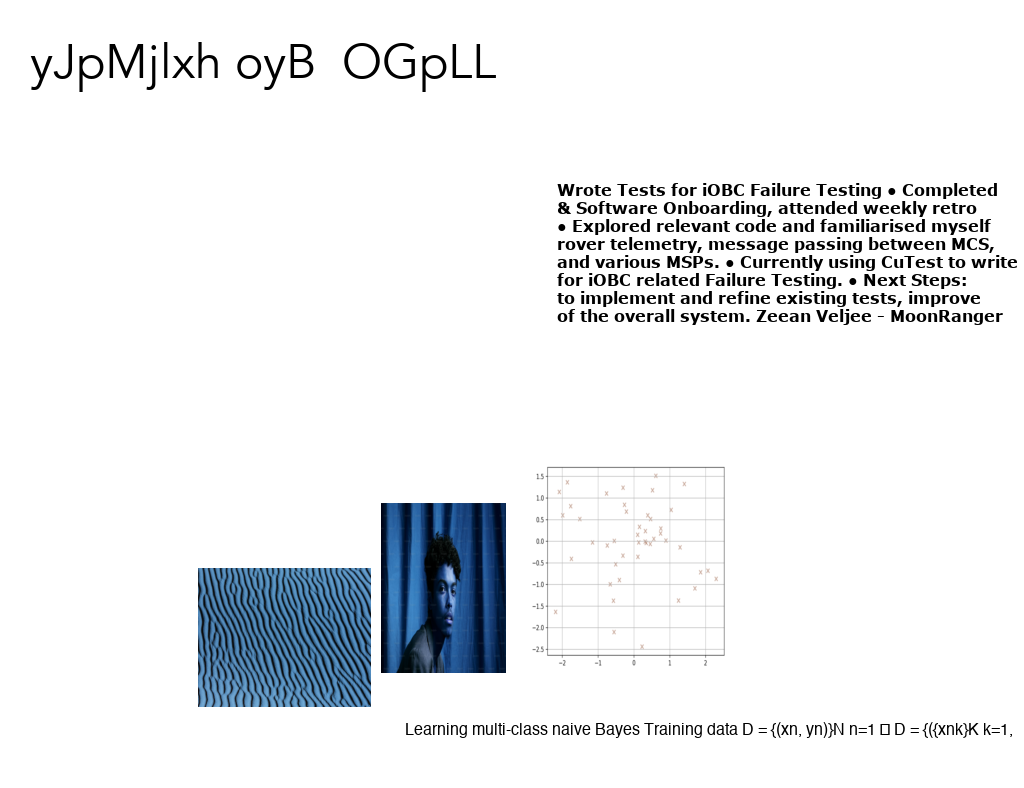 yJpMjlxh oyB  OGpLL
Wrote Tests for iOBC Failure Testing ● Completed
& Software Onboarding, attended weekly retro
● Explored relevant code and familiarised myself
rover telemetry, message passing between MCS,
and various MSPs. ● Currently using CuTest to write
for iOBC related Failure Testing. ● Next Steps:
to implement and refine existing tests, improve
of the overall system. Zeean Veljee – MoonRanger
1.5
1.0
0.5
0.0
−0.5
−1.0
−1.5
−2.0
−2.5
−2 −1 0 1 2
Learning multi-class naive Bayes Training data D = {(xn, yn)}N n=1 □ D = {({xnk}K k=1,